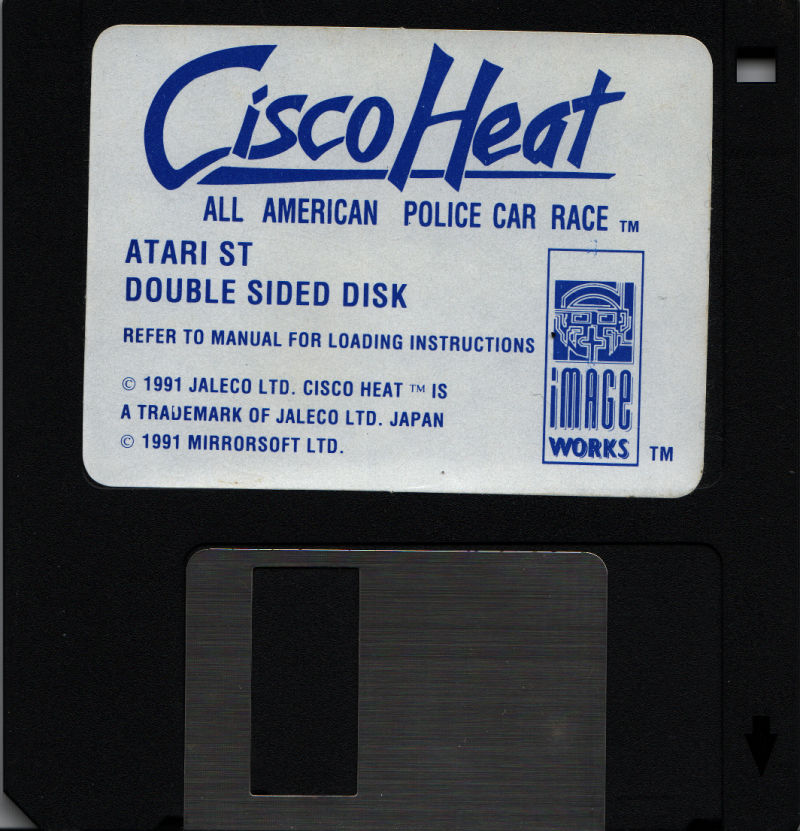 Cisco Heat
ALL AMERICAN POLICE CAR RACE TM
ATARI ST
DOUBLE SIDED DISK
REFER TO MANUAL FOR LOADING INSTRUCTIONS
© 1991 JALECO LTD. CISCO HEAT ™ IS
A TRADEMARK OF JALECO LTD. JAPAN
© 1991 MIRRORSOFT LTD.
iMAGE
WORKS TM